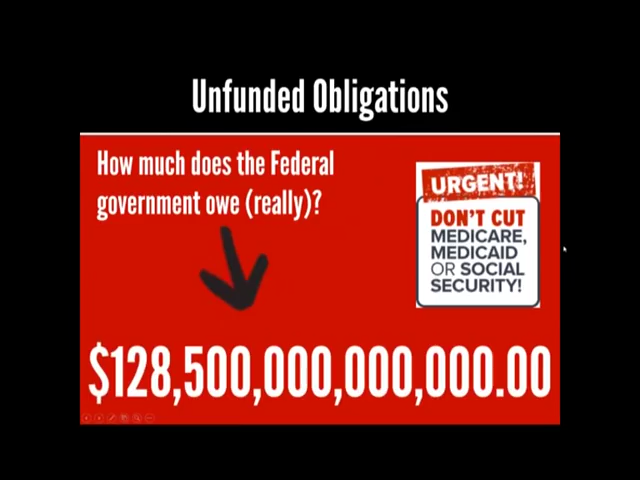 Unfunded Obligations
How much does the Federal
government owe (really)?
URGENT!
DON'T CUT
MEDICARE,
MEDICAID
OR SOCIAL
SECURITY!
$128,500,000,000,000.00